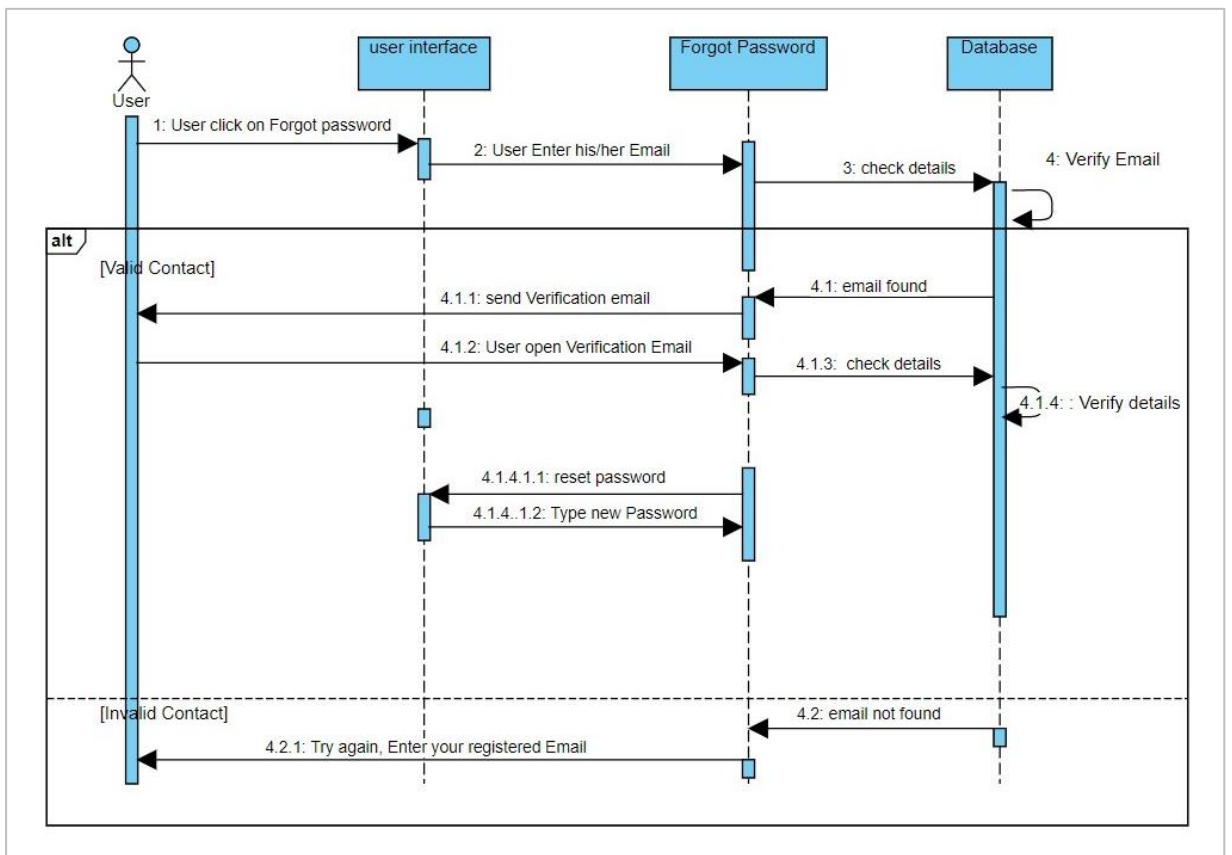 user interface
Forgot Password
Database
User
1: User click on Forgot password
2: User Enter his/her Email
3: check details
4: Verify Email
alt
[Valid Contact]
4.1: email found
4.1.1: send Verification email
4.1.2: User open Verification Email
4.1.3: check details
4.1.4: : Verify details
4.1.4.1.1: reset password
4.1.4..1.2: Type new Password
[Invalid Contact]
4.2: email not found
4.2.1: Try again, Enter your registered Email